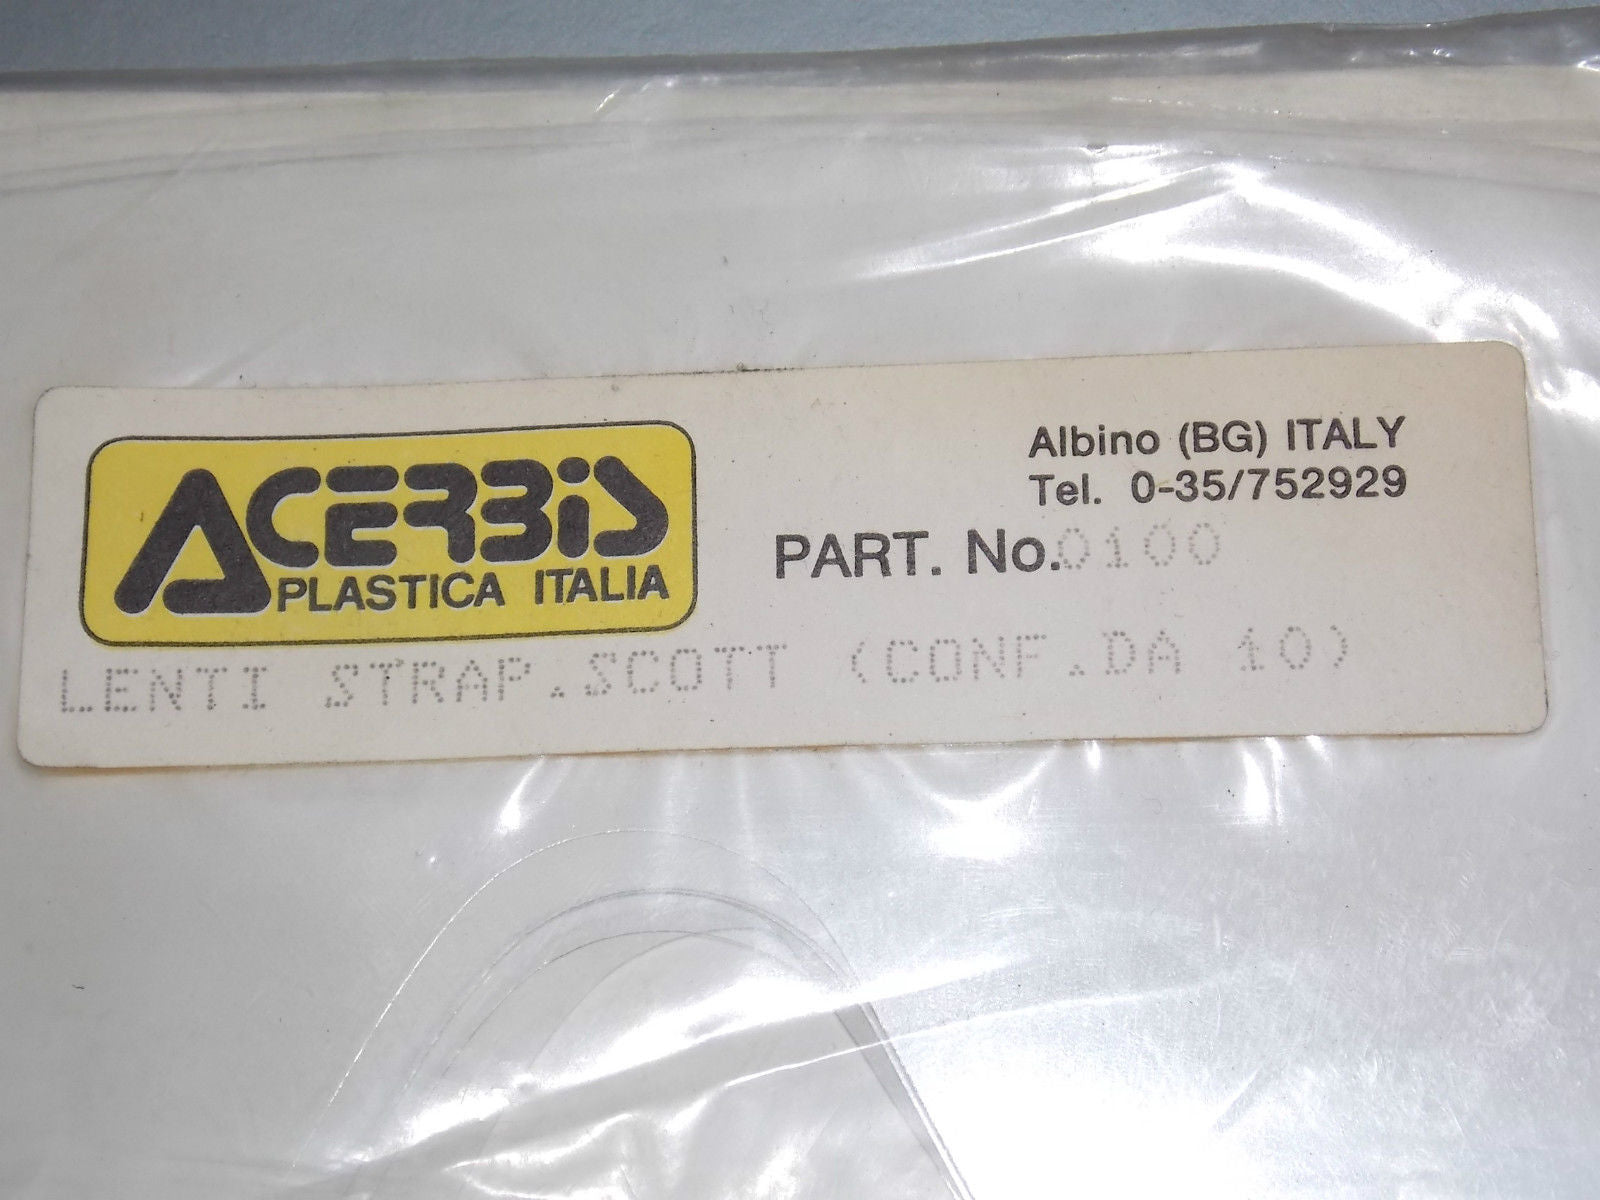 ACERBIS
PLASTICA ITALIA
Albino (BG) ITALY
Tel. 0-35/752929
PART. No.0100
LENTI STRAP.SCOTT (CONF.DA 10)